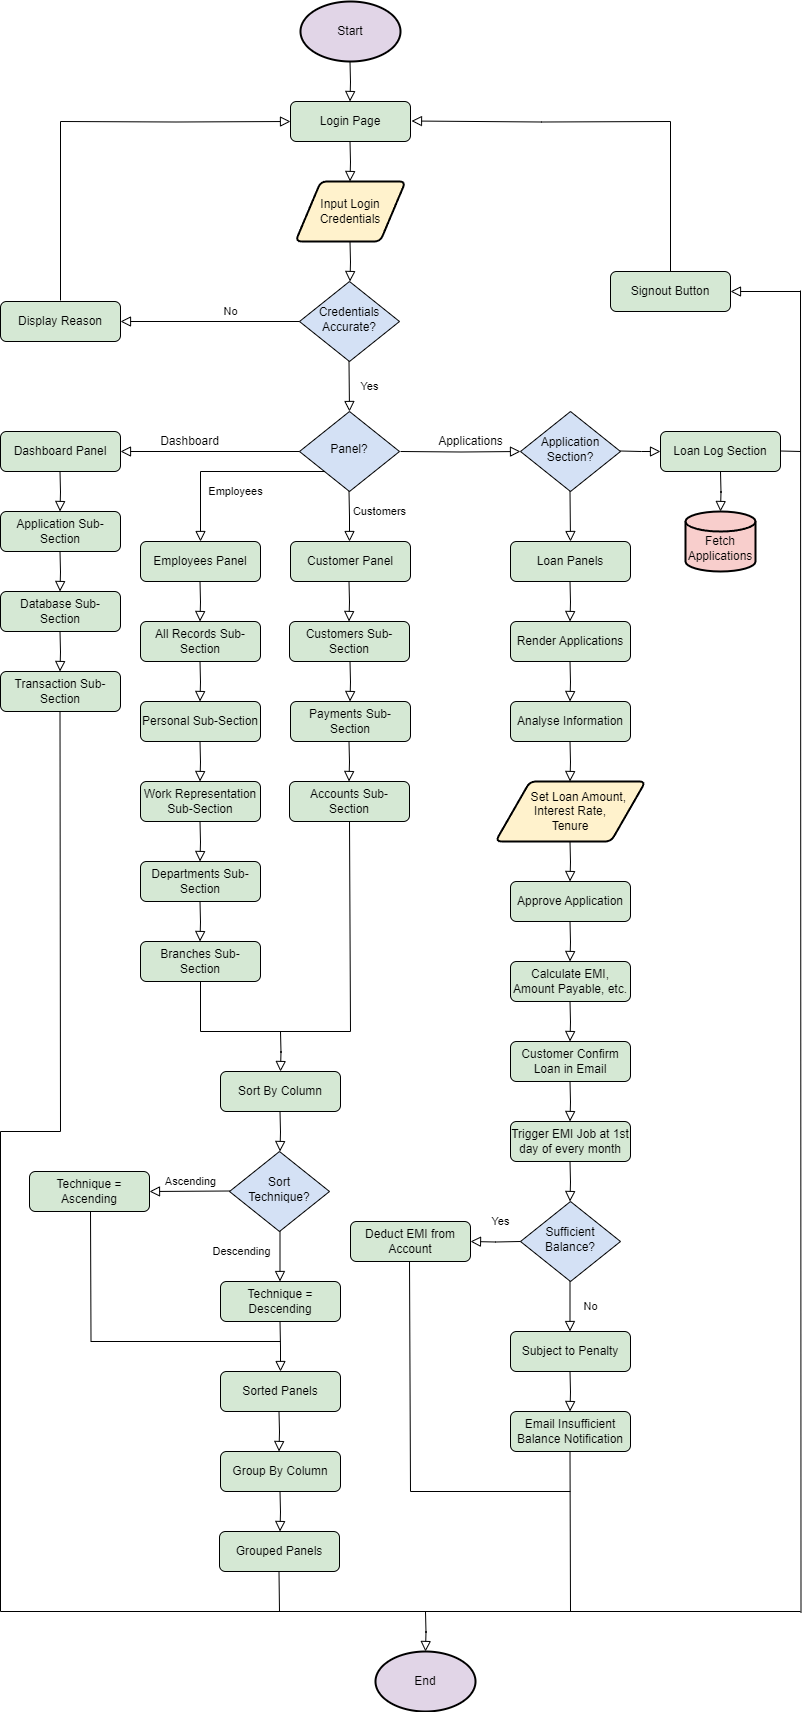 Start
Login Page
Input Login
Credentials
Signout Button
Display Reason
No
Credentials
Accurate?
Yes
Dashboard Panel
Dashboard
Panel?
Applications
Application
Section?
Loan Log Section
Employees
Customers
Application Sub-
Section
Fetch
Applications
Employees Panel
Customer Panel
Loan Panels
Database Sub-
Section
All Records Sub-
Section
Customers Sub-
Section
Render Applications
Transaction Sub-
Section
Personal Sub-Section
Payments Sub-
Section
Analyse Information
Work Representation
Sub-Section
Accounts Sub-
Section
Set Loan Amount,
Interest Rate,
Tenure
Departments Sub-
Section
Approve Application
Branches Sub-
Section
Calculate EMI,
Amount Payable, etc.
Customer Confirm
Loan in Email
Sort By Column
Trigger EMI Job at 1st
day of every month
Technique =
Ascending
Ascending
Sort
Technique?
Deduct EMI from
Account
Yes
Sufficient
Balance?
Descending
Technique =
Descending
No
Subject to Penalty
Sorted Panels
Email Insufficient
Balance Notification
Group By Column
Grouped Panels
End